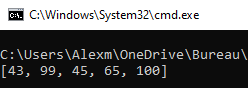 C:\Windows\System32\cmd.exe
C:\Users\Alexm\OneDrive\Bureau\
[43, 99, 45, 65, 100]